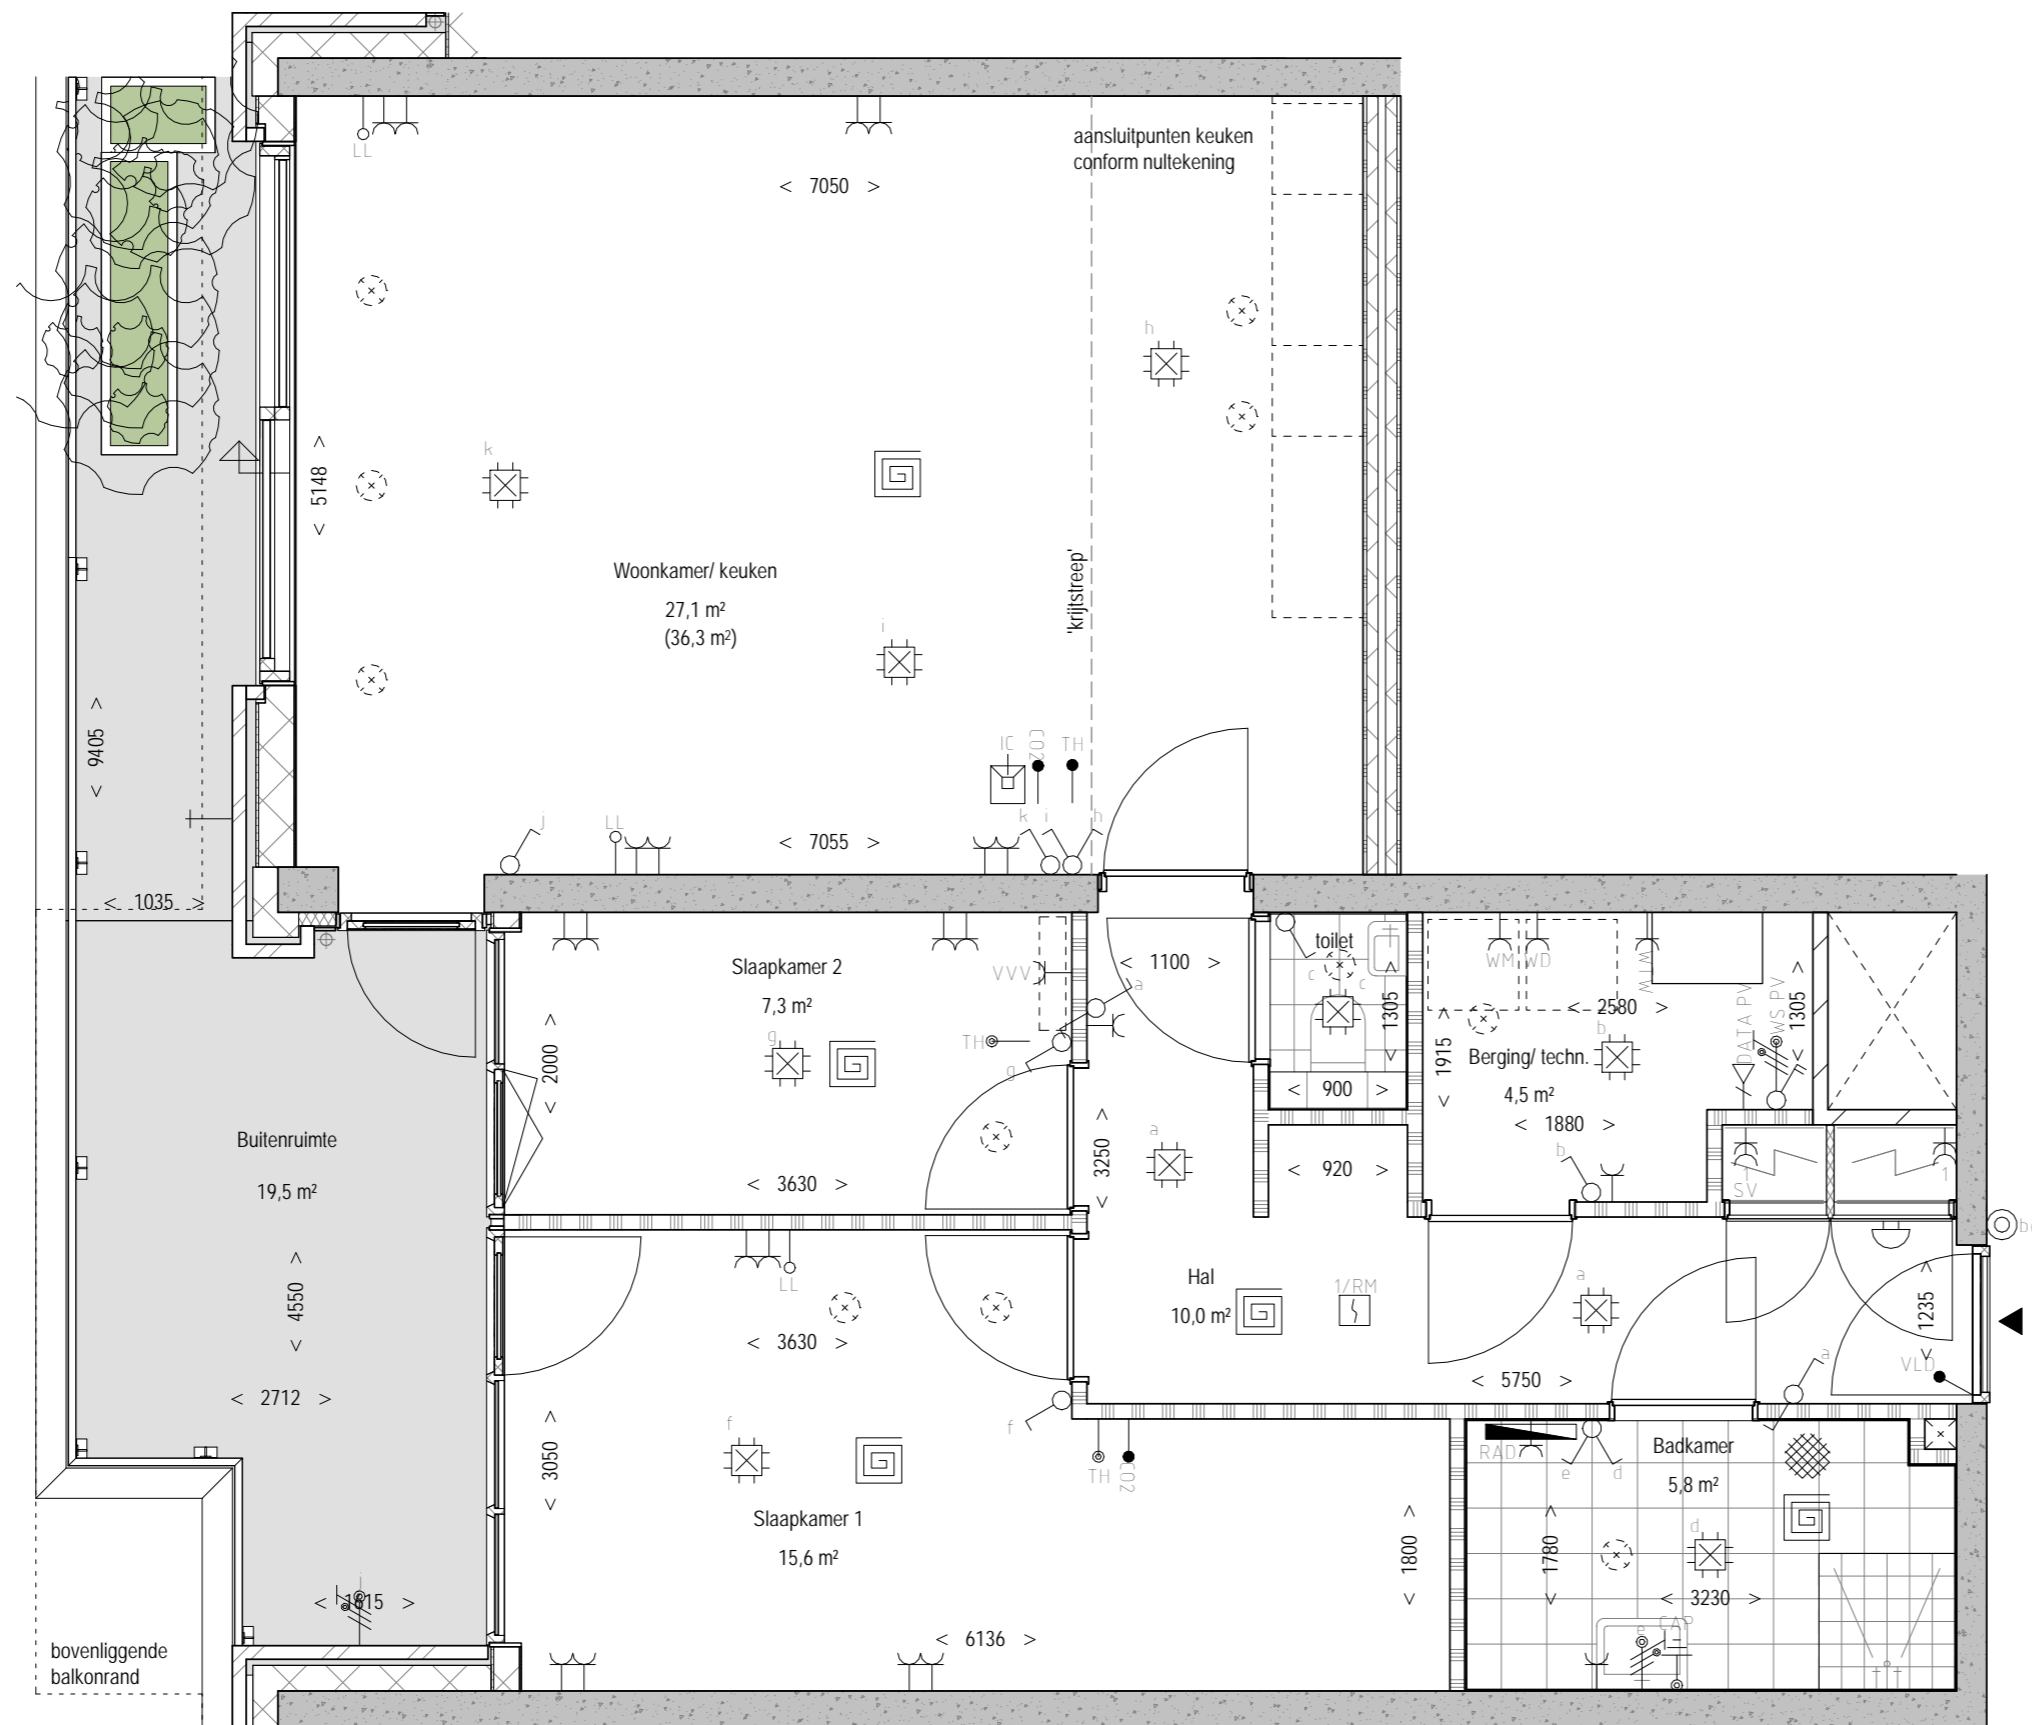 LL
aansluitpunten keuken
conform nultekening
< 7050 >
h
k
< 5148 >
Woonkamer/ keuken
27,1 m²
(36,3 m²)
'krijtstreep'
i
< 9405 >
IC
CO2
TH
j
LL
< 7055 >
k
i
h
< 1035 >
Slaapkamer 2
7,3 m²
VVV
a
< 1100 >
toilet
c
c
< 1305 >
WM
WD
WTW
< 2580 >
DATA PV
WS PV
< 1305 >
g
TH
g
< 2000 >
< 1915 >
b
Berging/ techn.
4,5 m²
< 900 >
< 1880 >
Buitenruimte
19,5 m²
a
< 3250 >
< 920 >
b
1
SV
1
< 3630 >
LL
Hal
10,0 m²
1/RM
a
< 4550 >
< 3630 >
< 1235 >
VLD
a
< 5750 >
< 2712 >
f
f
< 3050 >
TH
CO2
RAD
e
d
Badkamer
5,8 m²
Slaapkamer 1
15,6 m²
< 1800 >
< 1780 >
d
< 3230 >
j
< 1615 >
e
CAP
< 6136 >
bovenliggende
balkonrand